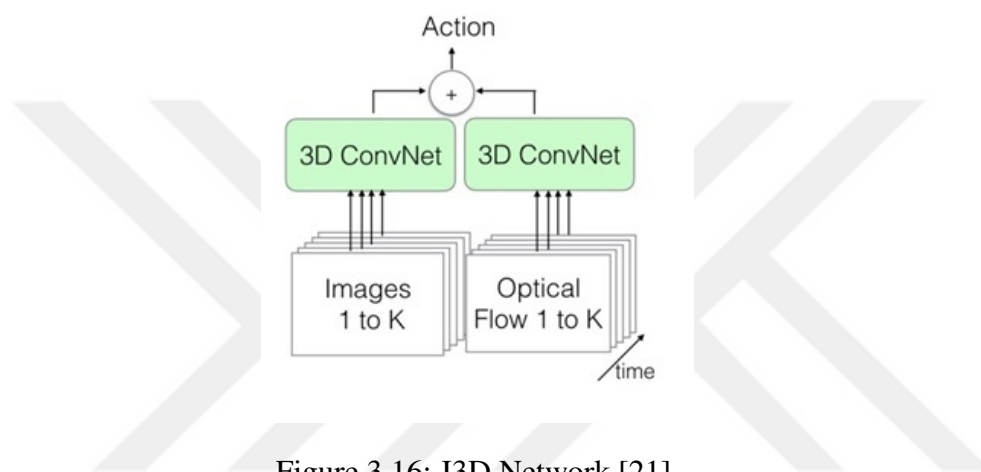 Action
+
3D ConvNet
3D ConvNet
Images
1 to K
Optical
Flow 1 to K
time
Figure 3.16: I3D Network [21]